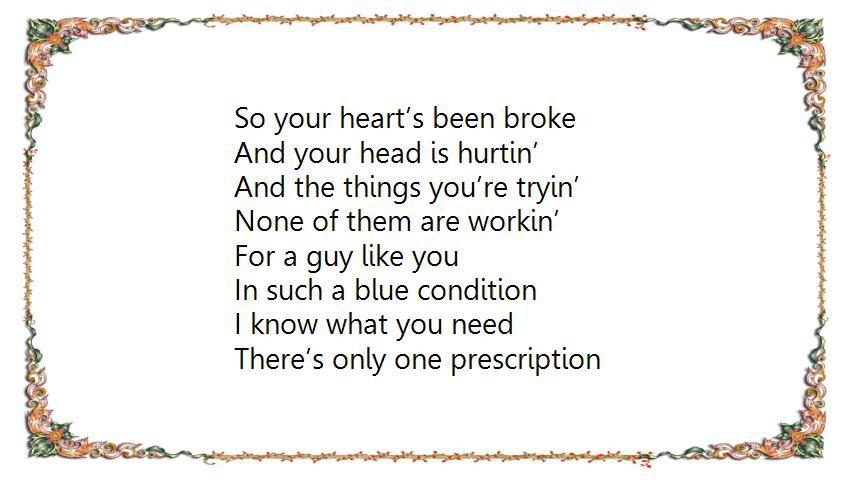 So your heart’s been broke
And your head is hurtin’
And the things you’re tryin’
None of them are workin’
For a guy like you
In such a blue condition
I know what you need
There’s only one prescription